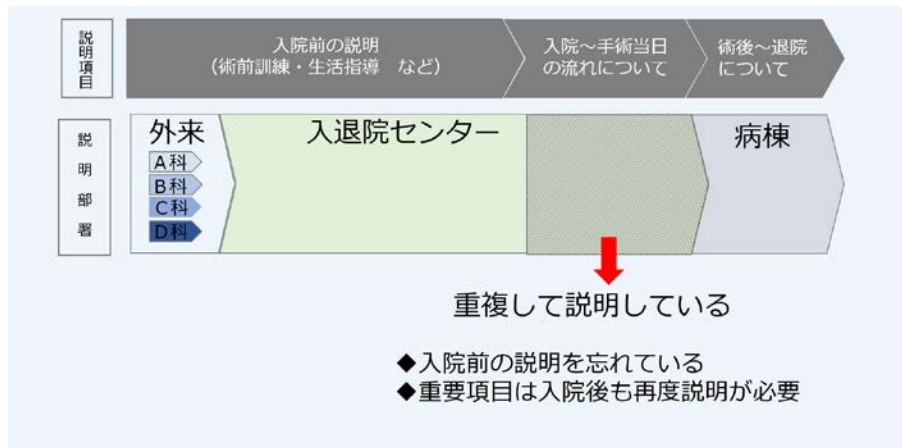 説明項目
入院前の説明
(術前訓練・生活指導 など)
入院～手術当日
の流れについて
術後～退院
について
説明部署
外来
A科
B科
C科
D科
入退院センター
病棟
重複して説明している
◆入院前の説明を忘れている
◆重要項目は入院後も再度説明が必要